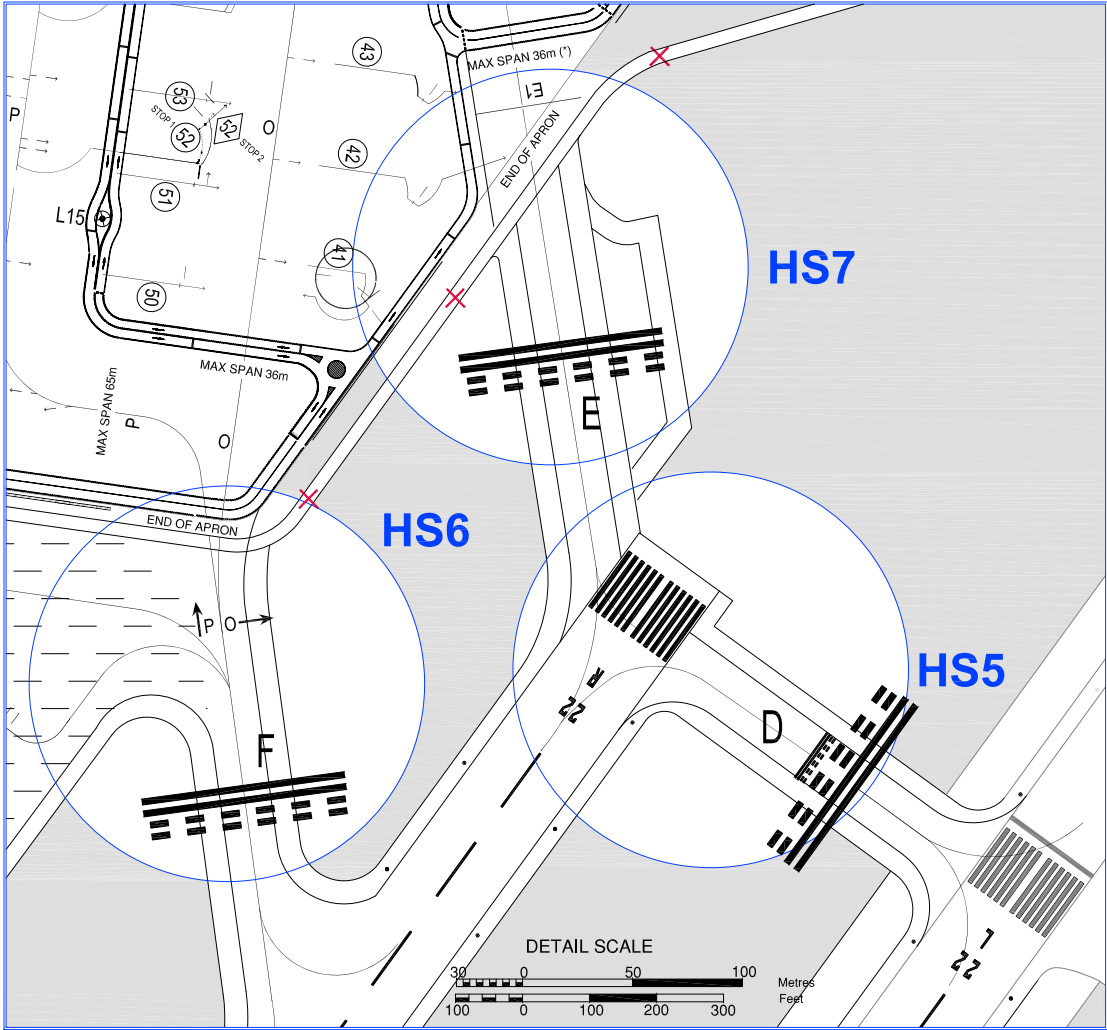 MAX SPAN 36m (*)
43
E1
53
STOP 1
52
52
STOP 2
P
O
END OF APRON
42
51
L15
41
HS7
50
MAX SPAN 36m
MAX SPAN 65m
P
O
E
END OF APRON
HS6
P O
HS5
22
R
D
F
22
L
DETAIL SCALE
30 0 50 100
Metres
Feet
100 0 100 200 300